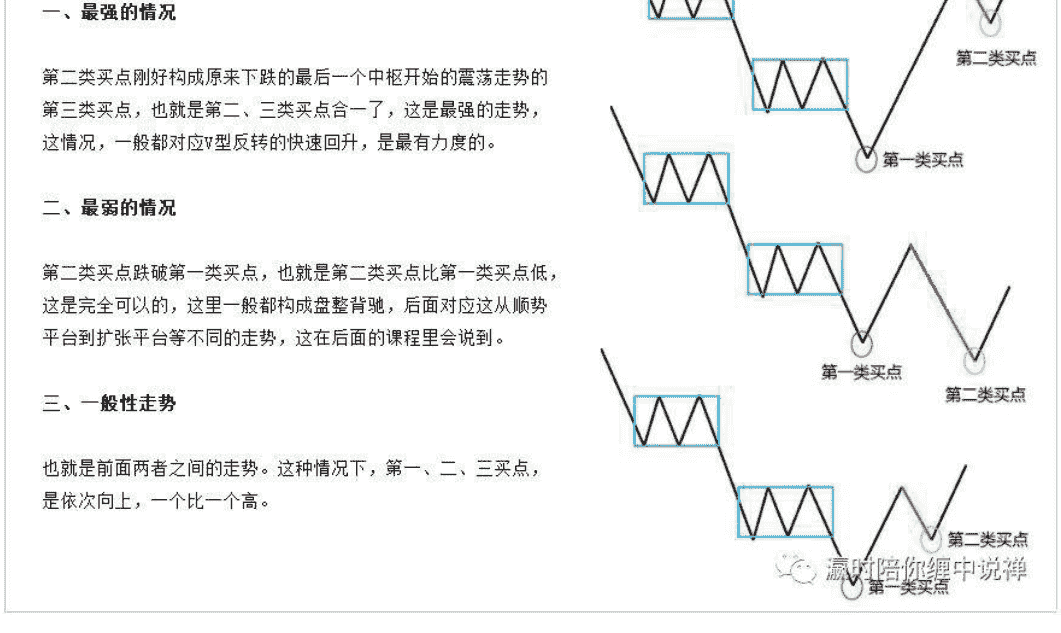 一、最强的情况
第二类买点刚好构成原来下跌的最后一个中枢开始的震荡走势的
第三类买点，也就是第二、三类买点合一了，这是最强的走势，
这情况，一般都对应V型反转的快速回升，是最有力度的。
二、最弱的情况
第二类买点跌破第一类买点，也就是第二类买点比第一类买点低，
这是完全可以的，这里一般都构成盘整背驰，后面对应这从顺势
平台到扩张平台等不同的走势，这在后面的课程里会说到。
三、一般性走势
也就是前面两者之间的走势。这种情况下，第一、二、三买点，
是依次向上，一个比一个高。
第二类买点
第一类买点
第一类买点
第二类买点
第二类买点
瀛时陪你缠中说禅
第一类买点